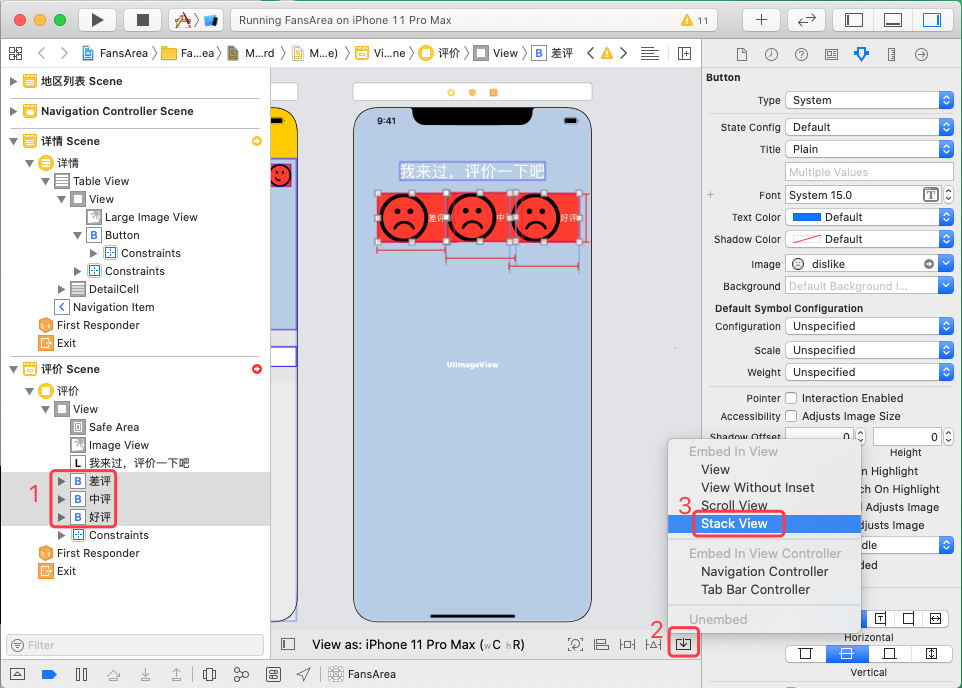 Running FansArea on iPhone 11 Pro Max
11
FansArea
Fa...ea
M...rd
M...e)
Vi...ne
评价
View
B
差评
地区列表 Scene
Navigation Controller Scene
详情 Scene
详情
Table View
View
Large Image View
B Button
Constraints
Constraints
DetailCell
Navigation Item
First Responder
Exit
评价 Scene
评价
View
Safe Area
Image View
L 我来过，评价一下吧
1
B 差评
B 中评
B 好评
Constraints
First Responder
Exit
Filter
9:41
我来过，评价一下吧
差评
中
好评
UIImageView
View as: iPhone 11 Pro Max (wC hR)
FansArea
2
3
Embed In View
View
View Without Inset
Scroll View
Stack View
Embed In View Controller
Navigation Controller
Tab Bar Controller
Unembed
Button
Type System
State Config Default
Title Plain
Multiple Values
+ Font System 15.0 T
Text Color Default
Shadow Color Default
Image dislike
Background Default Background I...
Default Symbol Configuration
Configuration Unspecified
Scale Unspecified
Weight Unspecified
Pointer Interaction Enabled
Accessibility Adjusts Image Size
Shadow Offset 0 0
Height
n Highlight
ch On Highlight
Adjusts Image
djusts Image
dle
ded
Horizontal
Vertical